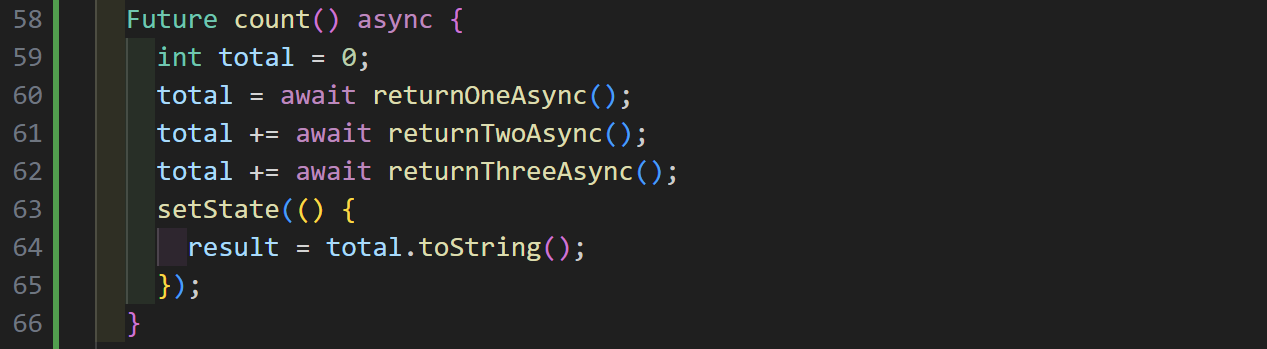 58 Future count() async {
59 int total = 0;
60 total = await returnOneAsync();
61 total += await returnTwoAsync();
62 total += await returnThreeAsync();
63 setState(() {
64 result = total.toString();
65 });
66 }